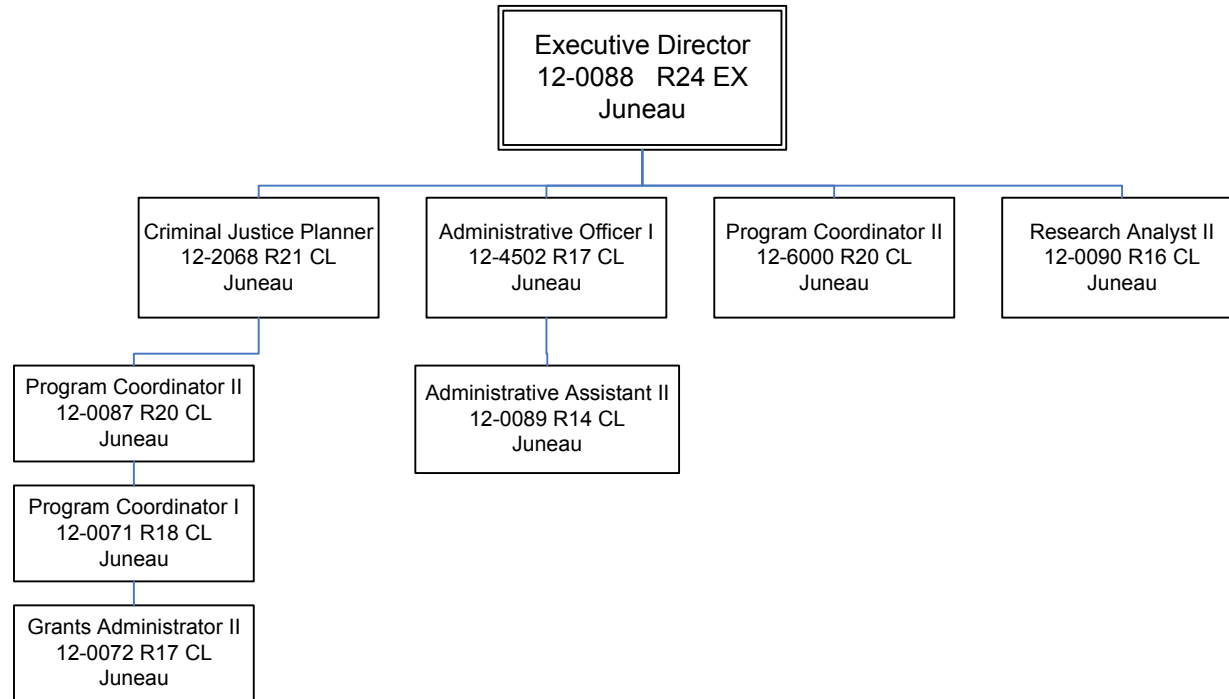 Executive Director
12-0088 R24 EX
Juneau
Criminal Justice Planner
12-2068 R21 CL
Juneau
Administrative Officer I
12-4502 R17 CL
Juneau
Program Coordinator II
12-6000 R20 CL
Juneau
Research Analyst II
12-0090 R16 CL
Juneau
Program Coordinator II
12-0087 R20 CL
Juneau
Administrative Assistant II
12-0089 R14 CL
Juneau
Program Coordinator I
12-0071 R18 CL
Juneau
Grants Administrator II
12-0072 R17 CL
Juneau